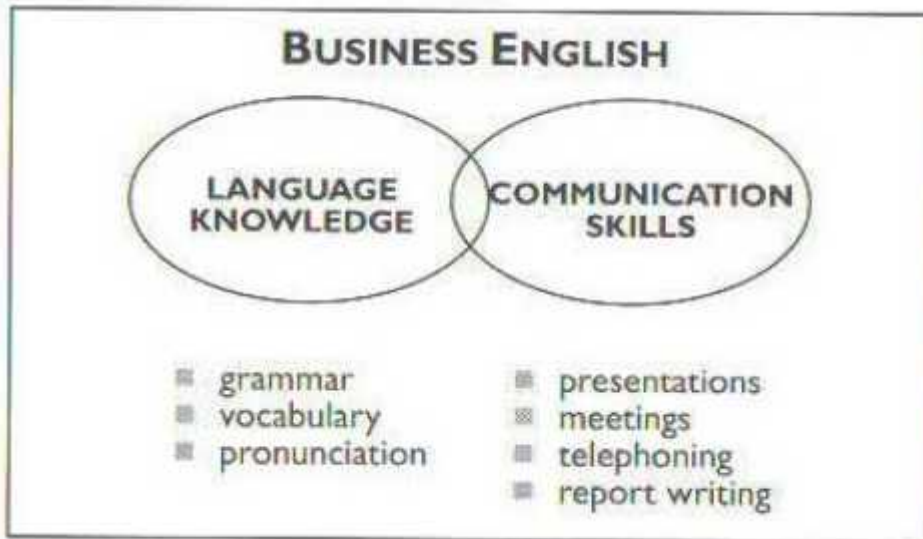 BUSINESS ENGLISH
LANGUAGE
KNOWLEDGE
COMMUNICATION
SKILLS
grammar
vocabulary
pronunciation
presentations
meetings
telephoning
report writing